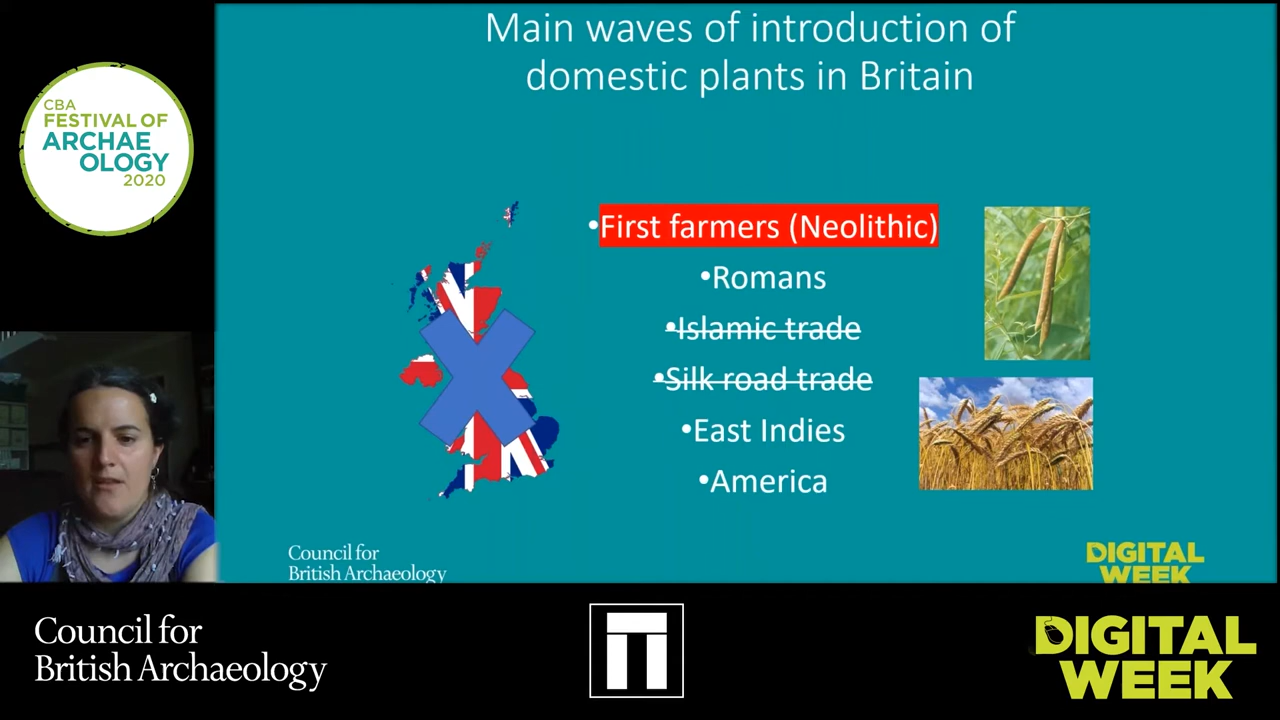 CBA
FESTIVAL OF
ARCHAE
OLOGY
2020
Main waves of introduction of
domestic plants in Britain
•First farmers (Neolithic)
•Romans
•Islamic trade
•Silk road trade
•East Indies
•America
Council for
British Archaeology
DIGITAL
WEEK
Council for
British Archaeology
DIGITAL
WEEK